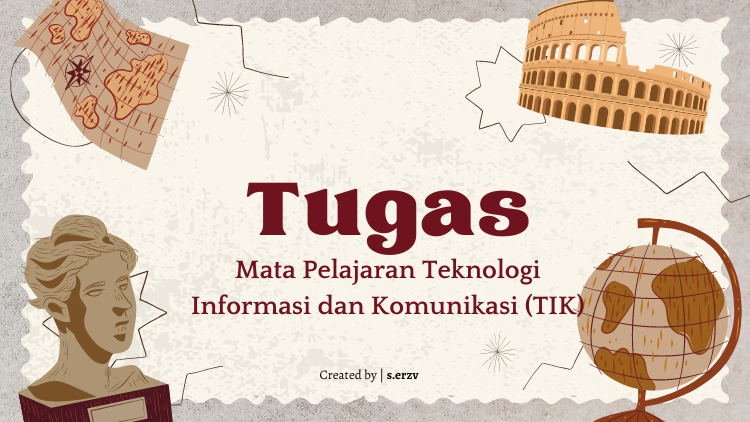 Tugas
Mata Pelajaran Teknologi
Informasi dan Komunikasi (TIK)
Created by | s.erzv